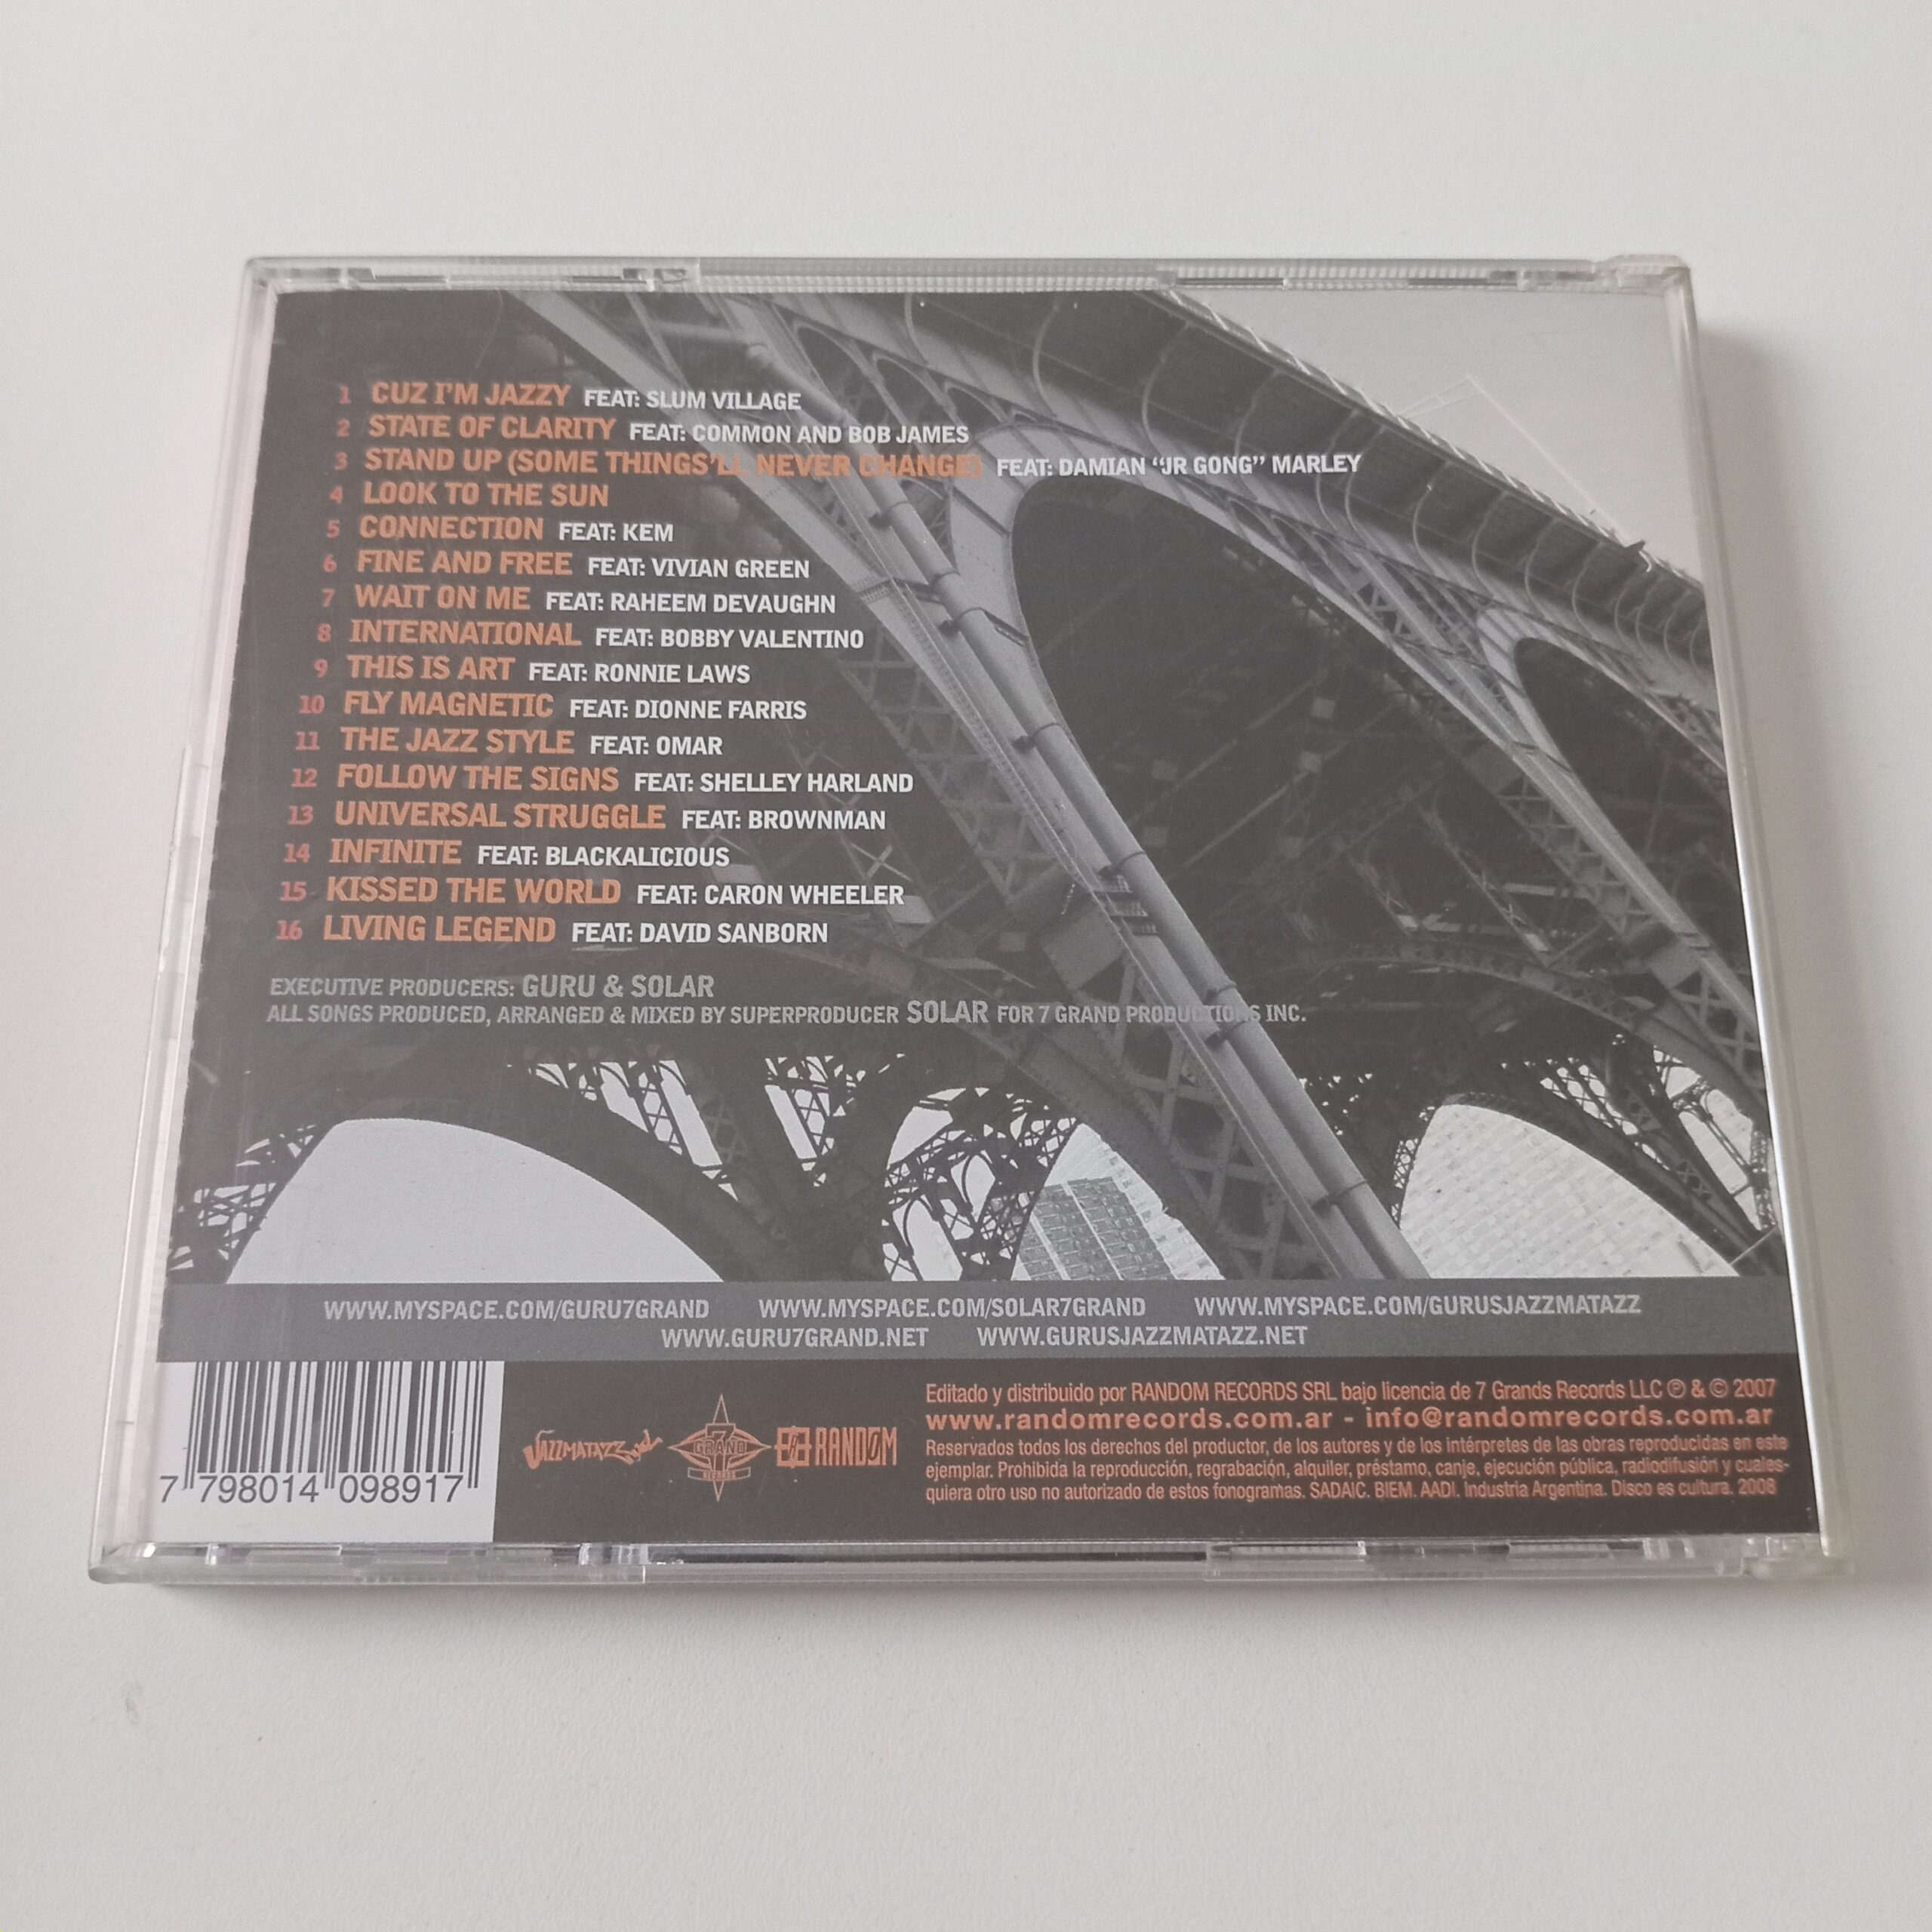 1 CUZ I'M JAZZY FEAT: SLUM VILLAGE
2 STATE OF CLARITY FEAT: COMMON AND BOB JAMES
3 STAND UP (SOME THINGS'LL NEVER CHANGE) FEAT: DAMIAN "JR GONG" MARLEY
4 LOOK TO THE SUN
5 CONNECTION FEAT: KEM
6 FINE AND FREE FEAT: VIVIAN GREEN
7 WAIT ON ME FEAT: RAHEEM DEVAUGHN
8 INTERNATIONAL FEAT: BOBBY VALENTINO
9 THIS IS ART FEAT: RONNIE LAWS
10 FLY MAGNETIC FEAT: DIONNE FARRIS
11 THE JAZZ STYLE FEAT: OMAR
12 FOLLOW THE SIGNS FEAT: SHELLEY HARLAND
13 UNIVERSAL STRUGGLE FEAT: BROWNMAN
14 INFINITE FEAT: BLACKALICIOUS
15 KISSED THE WORLD FEAT: CARON WHEELER
16 LIVING LEGEND FEAT: DAVID SANBORN
EXECUTIVE PRODUCERS: GURU & SOLAR
ALL SONGS PRODUCED, ARRANGED & MIXED BY SUPERPRODUCER SOLAR FOR 7 GRAND PRODUCTIONS INC.
WWW.MYSPACE.COM/GURU7GRAND WWW.MYSPACE.COM/SOLAR7GRAND WWW.MYSPACE.COM/GURUSJAZZMATAZZ
WWW.GURU7GRAND.NET WWW.GURUSJAZZMATAZZ.NET
7 798014 098917
JAZZMATAZZ
7 GRAND RECORDS
RANDOM
Editado y distribuido por RANDOM RECORDS SRL bajo licencia de 7 Grands Records LLC ℗ & © 2007
www.randomrecords.com.ar - info@randomrecords.com.ar
Reservados todos los derechos del productor, de los autores y de los intérpretes de las obras reproducidas en este
ejemplar. Prohibida la reproducción, regrabación, alquiler, préstamo, canje, ejecución pública, radiodifusión y cuales-
quiera otro uso no autorizado de estos fonogramas. SADAIC. BIEM. AADI. Industria Argentina. Disco es cultura. 2008